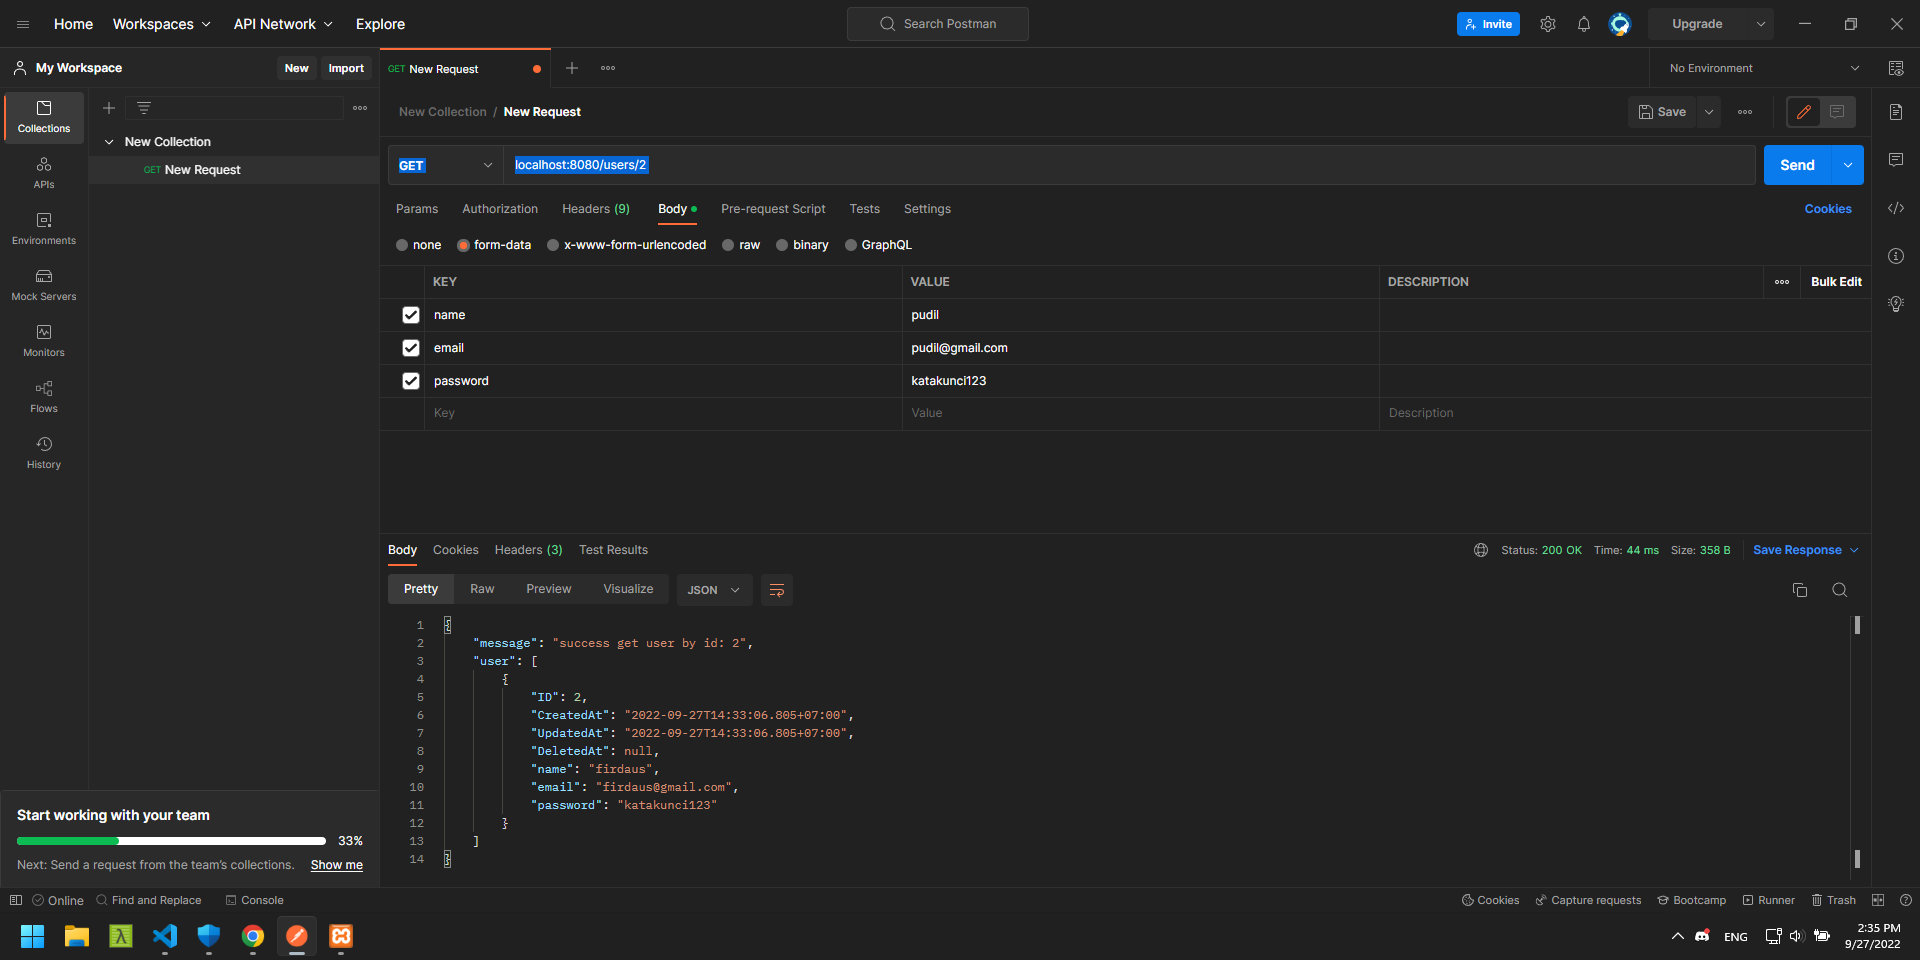 Home Workspaces API Network Explore Search Postman Invite Upgrade
My Workspace New Import GET New Request No Environment
Collections
APIs
Environments
Mock Servers
Monitors
Flows
History
New Collection
GET New Request
New Collection / New Request Save
GET localhost:8080/users/2 Send
Params Authorization Headers (9) Body Pre-request Script Tests Settings Cookies
none form-data x-www-form-urlencoded raw binary GraphQL
KEY VALUE DESCRIPTION Bulk Edit
name pudil
email pudil@gmail.com
password katakunci123
Key Value Description
Body Cookies Headers (3) Test Results Status: 200 OK Time: 44 ms Size: 358 B Save Response
Pretty Raw Preview Visualize JSON
1 {
2 "message": "success get user by id: 2",
3 "user": [
4 {
5 "ID": 2,
6 "CreatedAt": "2022-09-27T14:33:06.805+07:00",
7 "UpdatedAt": "2022-09-27T14:33:06.805+07:00",
8 "DeletedAt": null,
9 "name": "firdaus",
10 "email": "firdaus@gmail.com",
11 "password": "katakunci123"
12 }
13 ]
14 }
Start working with your team
33%
Next: Send a request from the team's collections. Show me
Online Find and Replace Console Cookies Capture requests Bootcamp Runner Trash
ENG 2:35 PM
9/27/2022